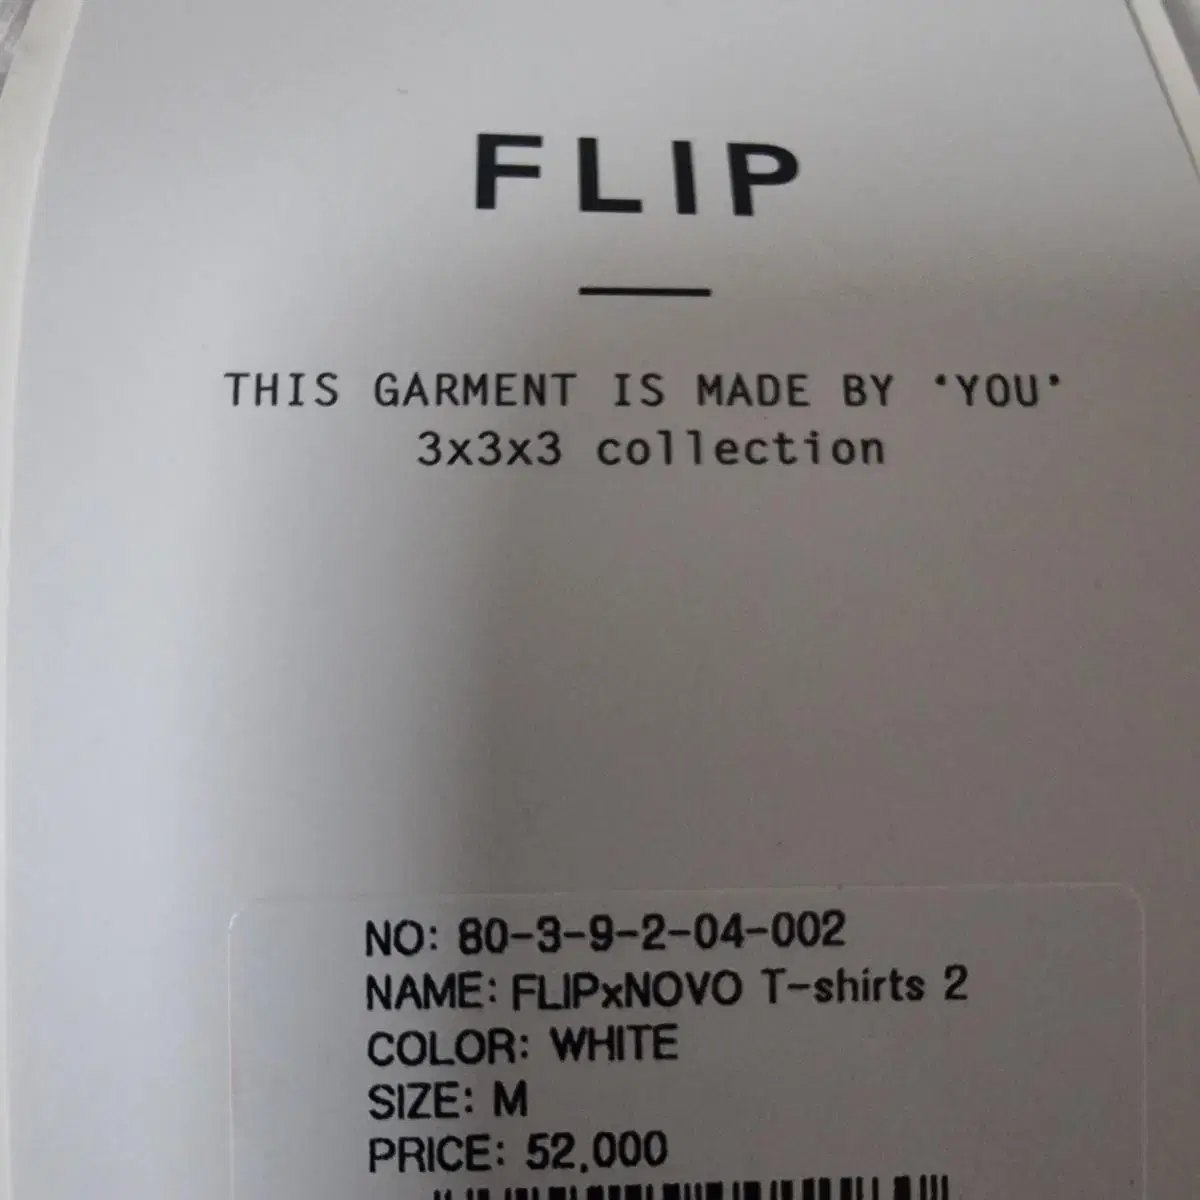 FLIP
THIS GARMENT IS MADE BY 'YOU'
3x3x3 collection
NO: 80-3-9-2-04-002
NAME: FLIPxNOVO T-shirts 2
COLOR: WHITE
SIZE: M
PRICE: 52,000